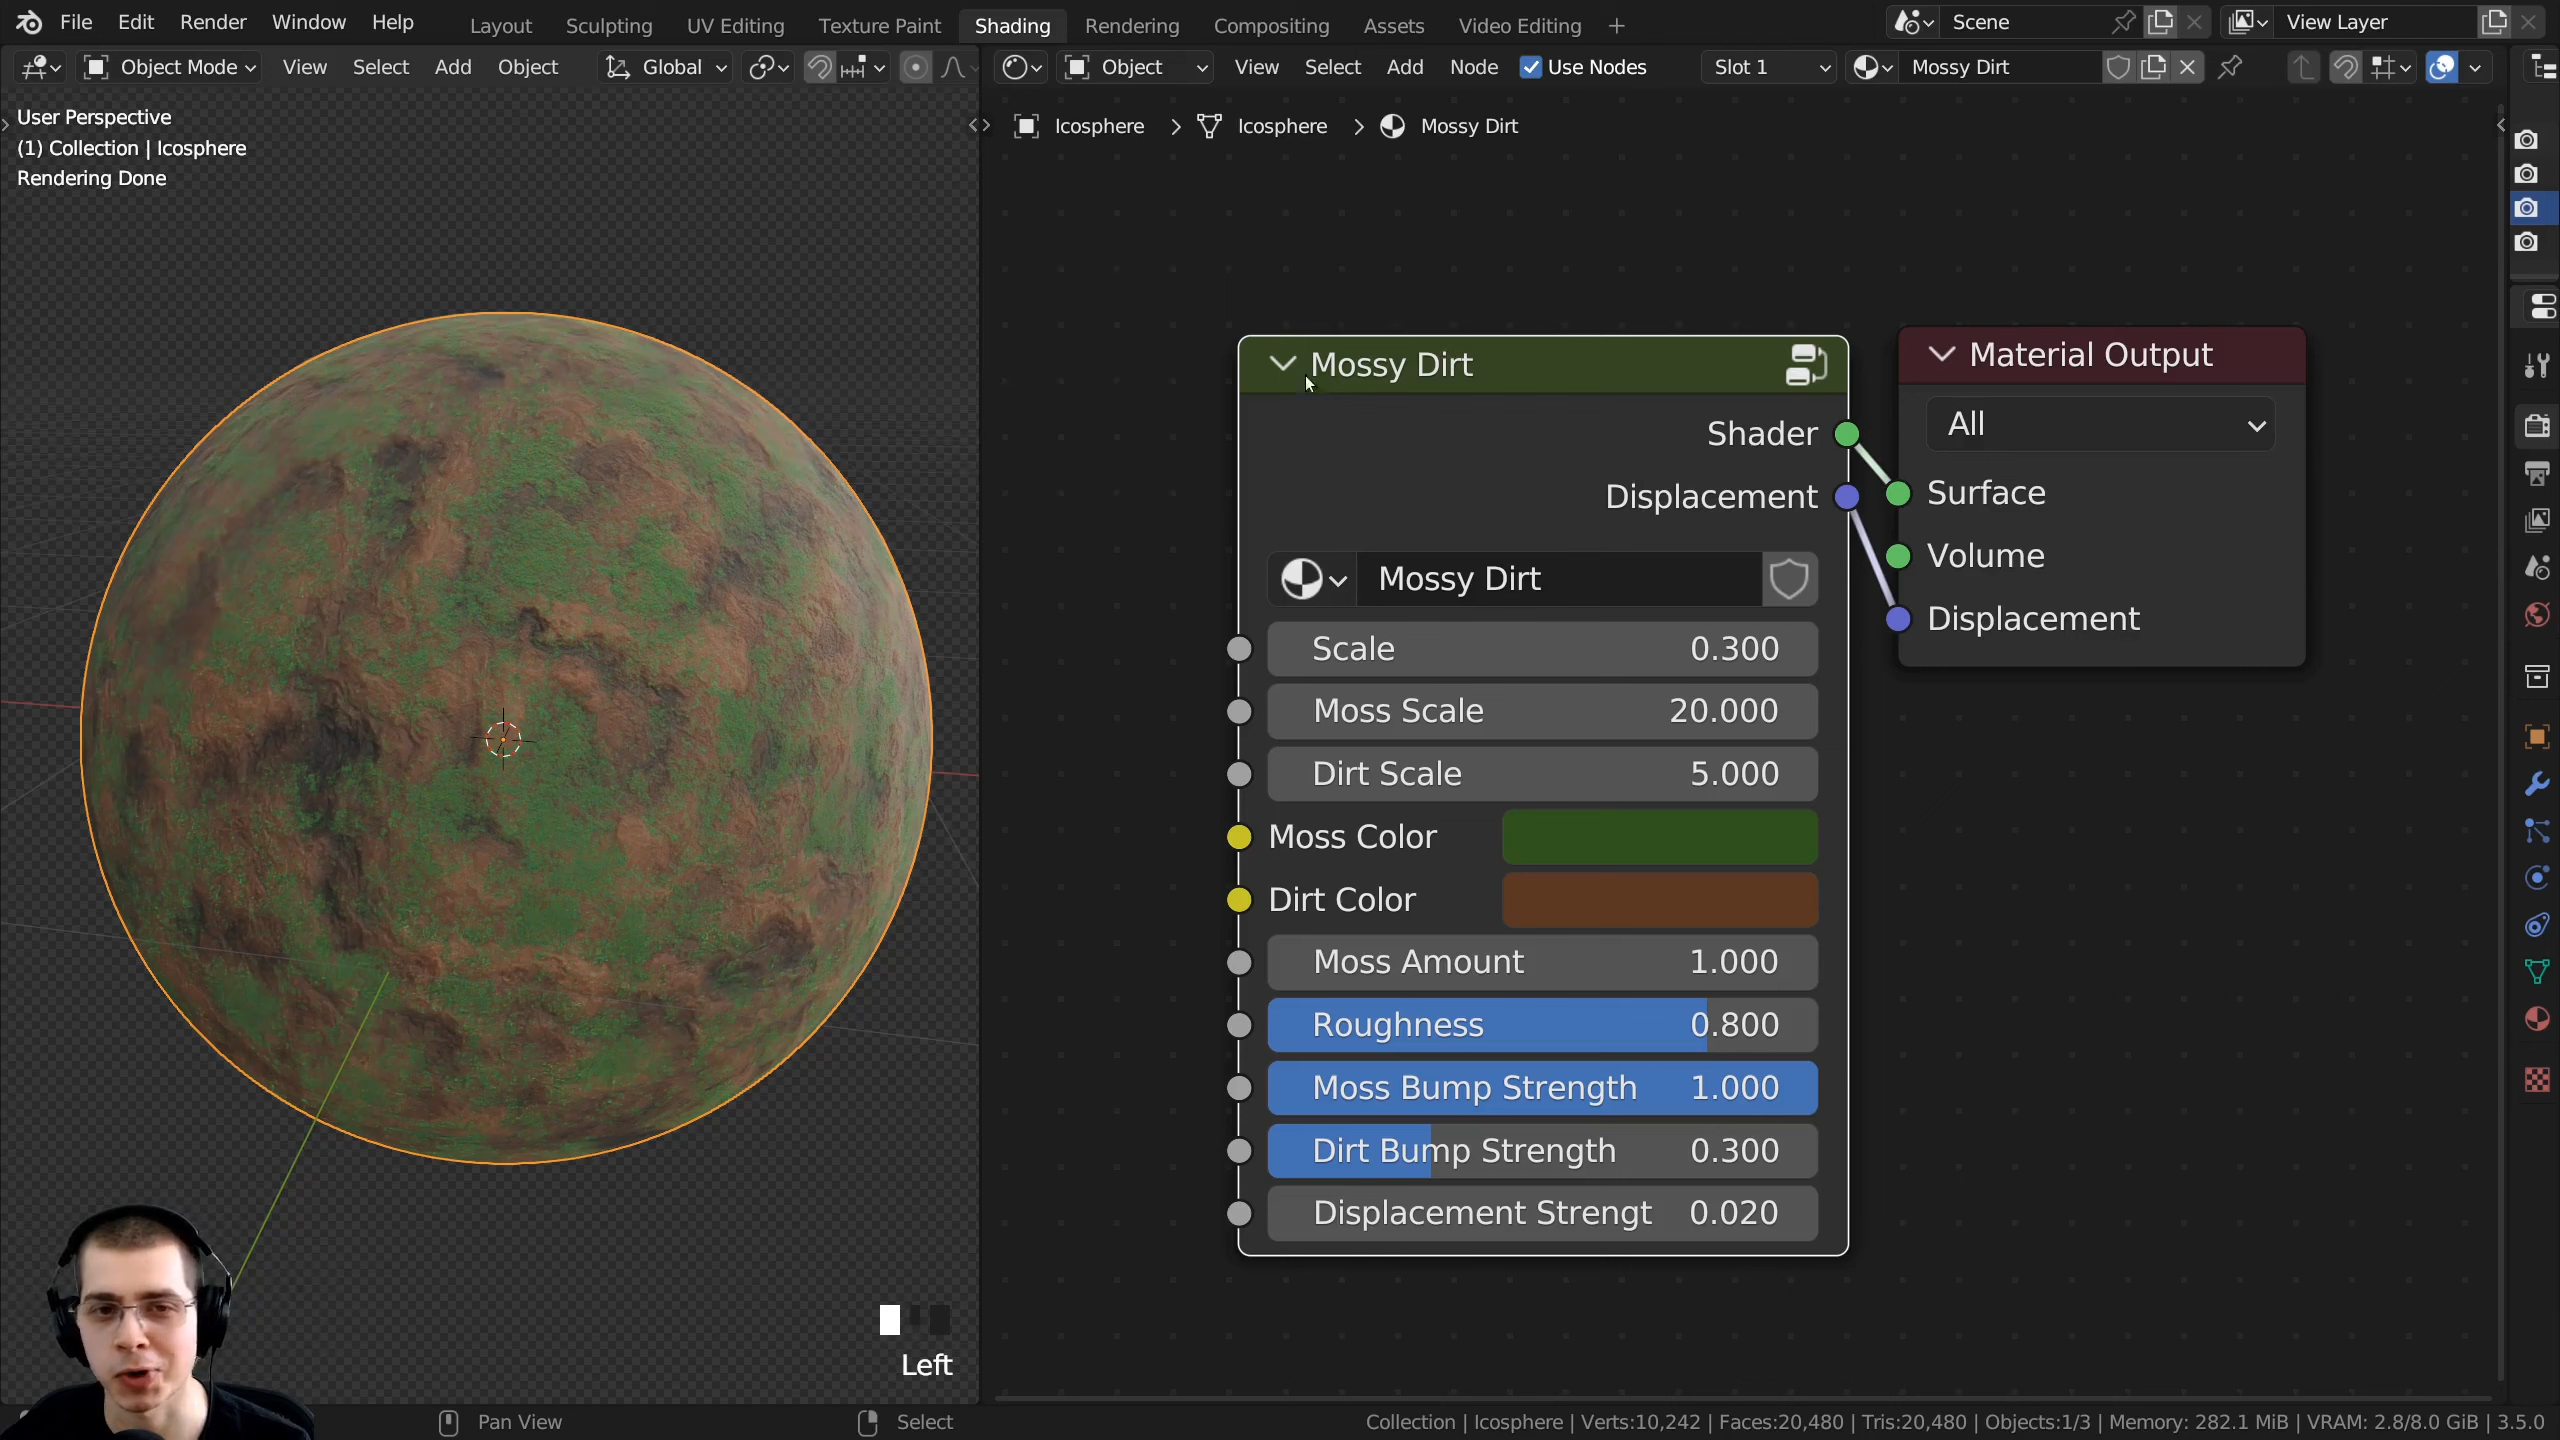 File Edit Render Window Help
Layout Sculpting UV Editing Texture Paint Shading Rendering Compositing Assets Video Editing +
Scene
View Layer
Object Mode View Select Add Object Global
Object View Select Add Node Use Nodes Slot 1 Mossy Dirt
User Perspective
(1) Collection | Icosphere
Rendering Done
Icosphere > Icosphere > Mossy Dirt
Mossy Dirt
Shader
Displacement
Mossy Dirt
Scale 0.300
Moss Scale 20.000
Dirt Scale 5.000
Moss Color
Dirt Color
Moss Amount 1.000
Roughness 0.800
Moss Bump Strength 1.000
Dirt Bump Strength 0.300
Displacement Strengt 0.020
Material Output
All
Surface
Volume
Displacement
Left
Pan View
Select
Collection | Icosphere | Verts:10,242 | Faces:20,480 | Tris:20,480 | Objects:1/3 | Memory: 282.1 MiB | VRAM: 2.8/8.0 GiB | 3.5.0